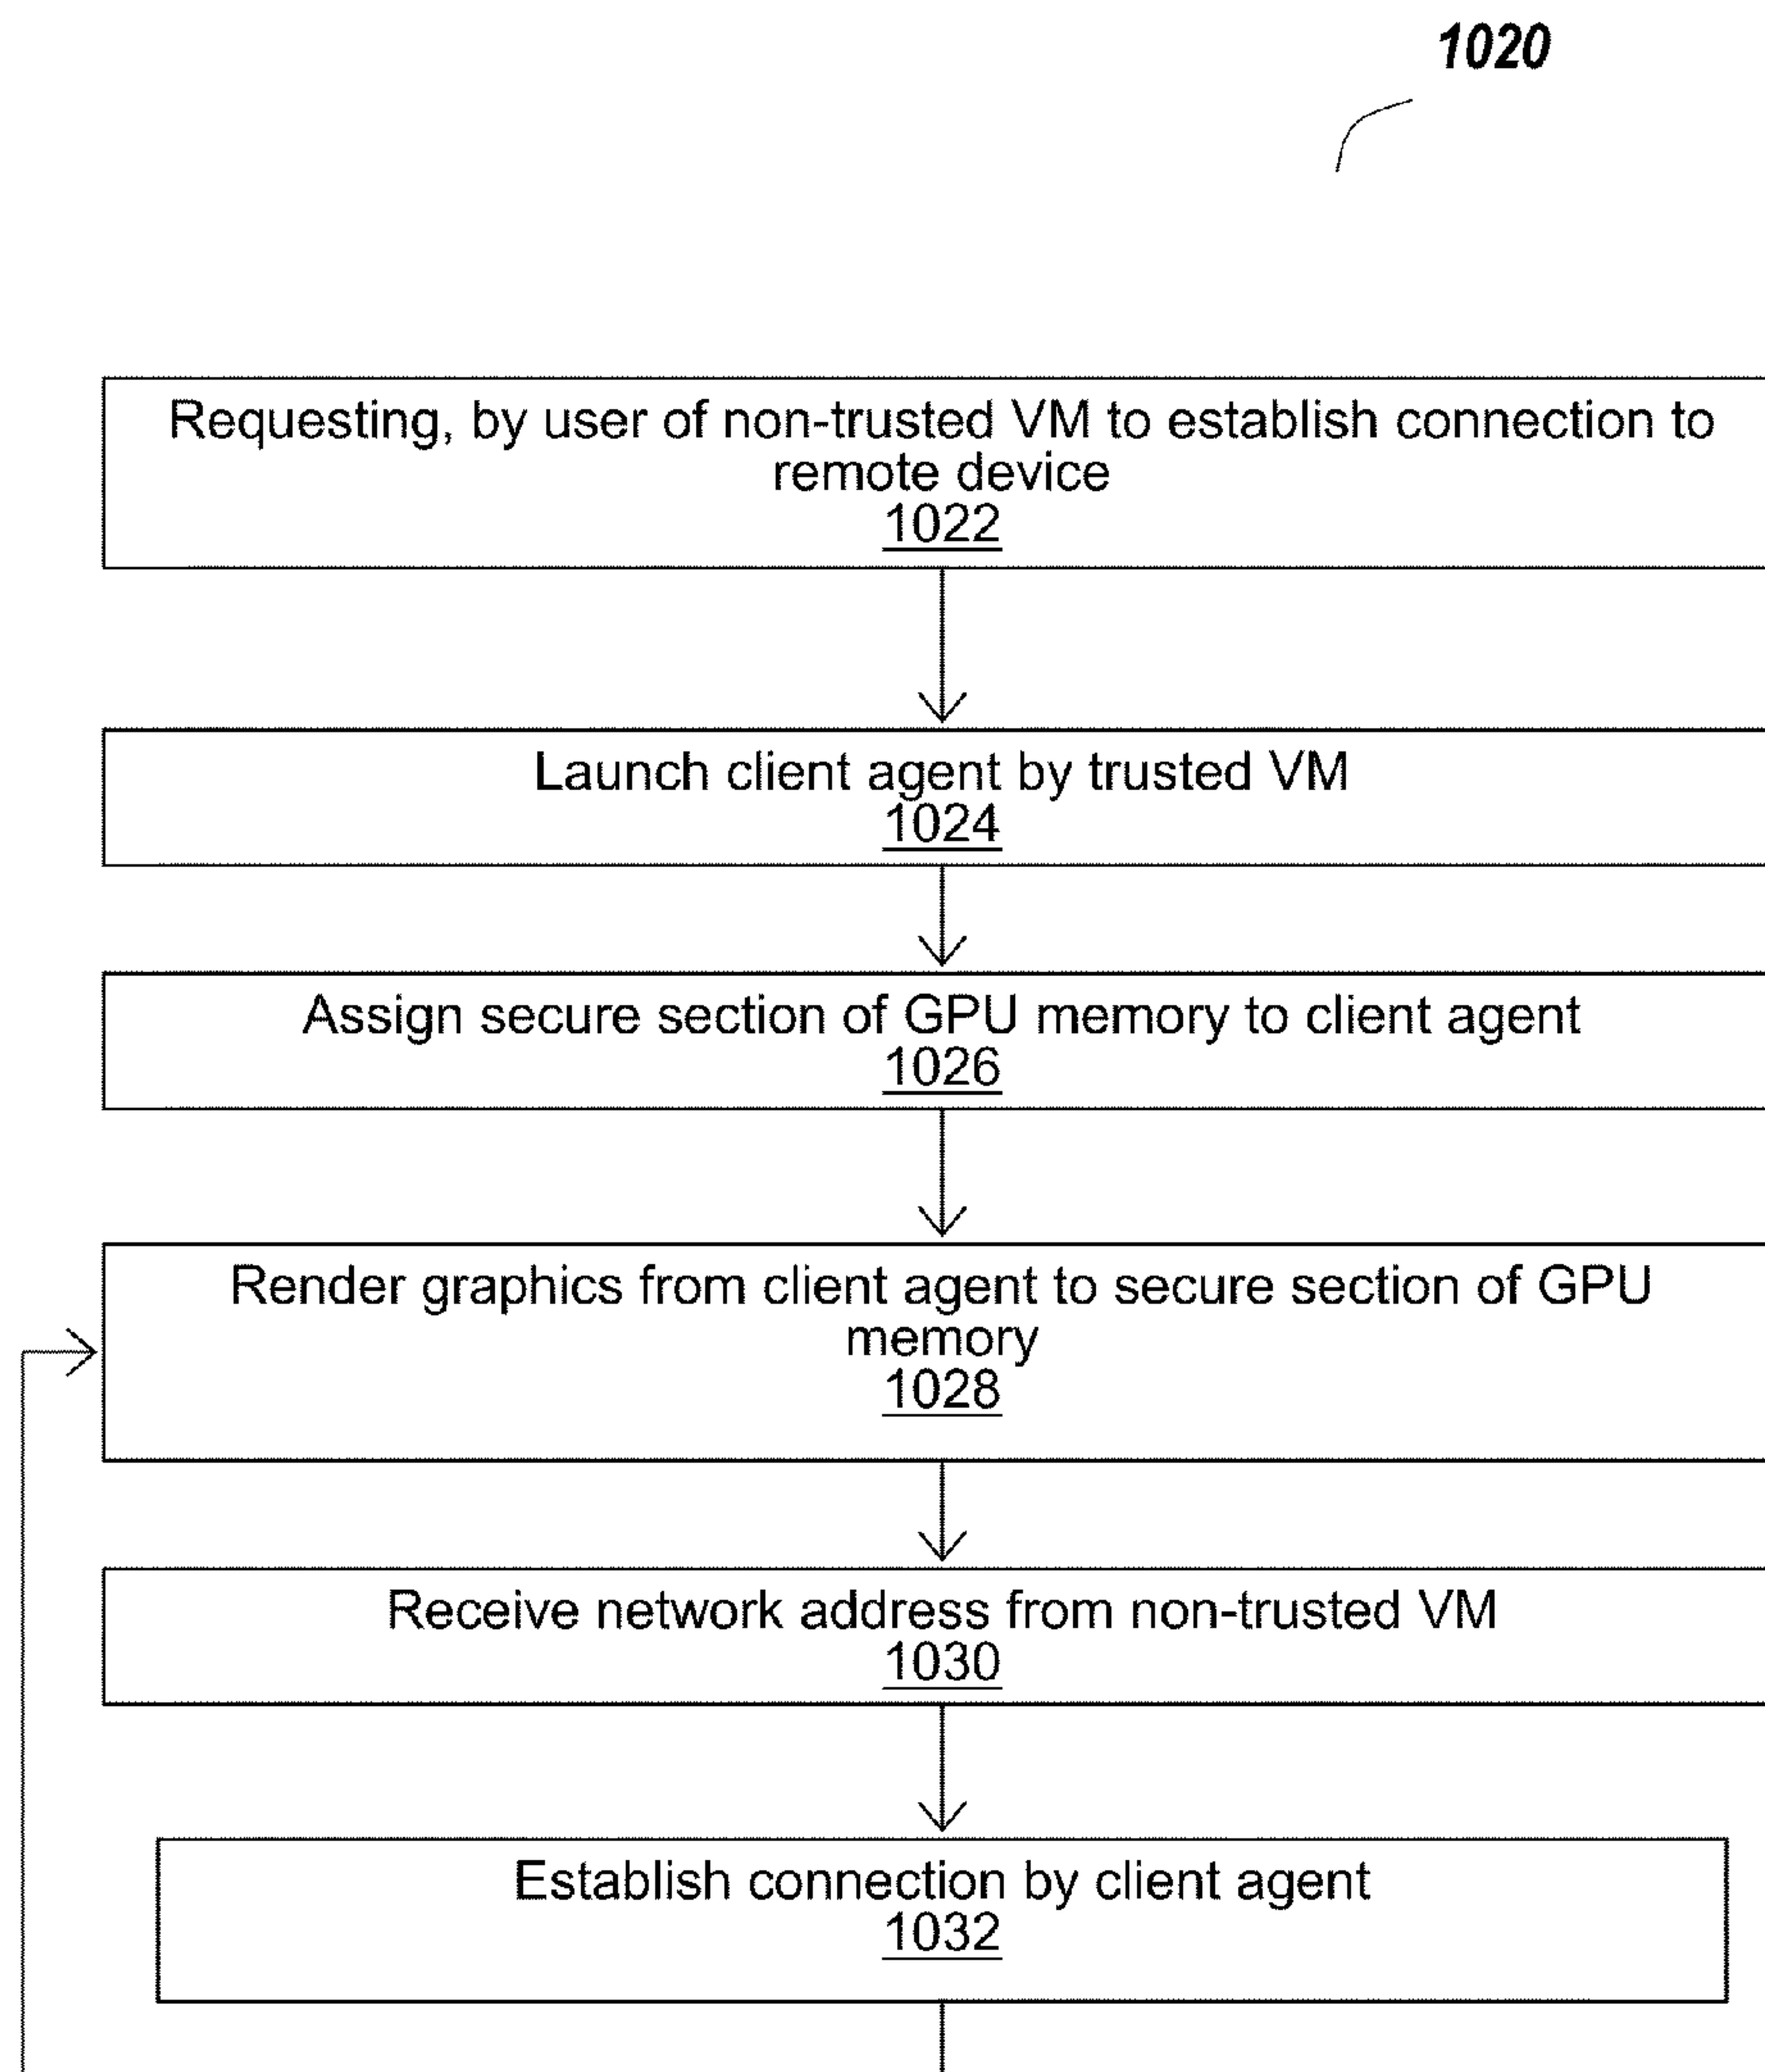 1020
Requesting, by user of non-trusted VM to establish connection to
remote device
1022
Launch client agent by trusted VM
1024
Assign secure section of GPU memory to client agent
1026
Render graphics from client agent to secure section of GPU
memory
1028
Receive network address from non-trusted VM
1030
Establish connection by client agent
1032